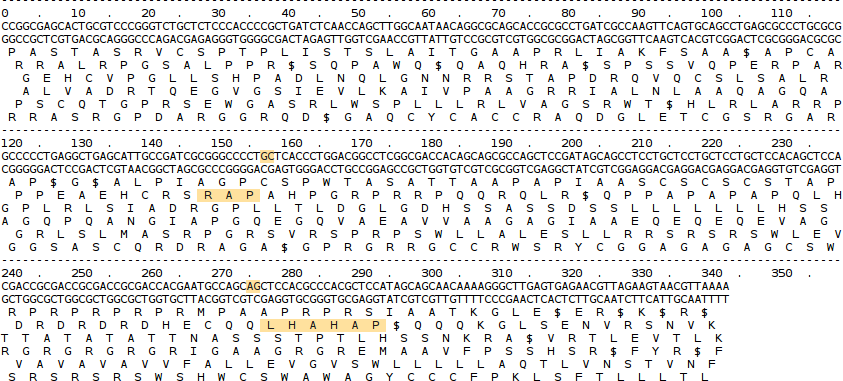 0 . 10 . 20 . 30 . 40 . 50 . 60 . 70 . 80 . 90 . 100 . 110 .
CCGGCGAGCACTGCGTCCCGGGTCTGCTCTCCCACCCCGCTGATCTCAACCAGCTTGGCAATAACAGGCGCAGCACCGCGCCTGATCGCCAAGTTCAGTGCAGCCTGAGCGCCCTGCGCG
GGCCGCTCGTGACGCAGGGCCCAGACGAGAGGGTGGGGCGACTAGAGTTGGTCGAACCGTTATTGTCCGCGTCGTGGCGCGGACTAGCGGTTCAAGTCACGTCGGACTCGCGGGACGCGC
P A S T A S R V C S P T P L I S T S L A I T G A A P R L I A K F S A A $ A P C A
R R A L R P G S A L P P R $ S Q P A W Q $ Q A Q H R A $ S P S S V Q P E R P A R
G E H C V P G L L S H P A D L N Q L G N N R R S T A P D R Q V Q C S L S A L R
A L V A D R T Q E G V G S I E V L K A I V P A A G R R I A L N L A A Q A G Q A
P S C Q T G P R S E W G A S R L W S P L L L R L V A G S R W T $ H L R L A R R P
R R A S R G P D A R G G R Q D $ G A Q C Y C A C C R A Q D G L E T C G S R G A R
120 . 130 . 140 . 150 . 160 . 170 . 180 . 190 . 200 . 210 . 220 . 230 .
GCCCCCTGAGGCTGAGCATTGCCGATCGCGGGCCCCTGCTCACCCTGGACGGCCTCGGCGACCACAGCAGCGCCAGCTCCGATAGCAGCCTCCTGCTCCTGCTCCTGCTCCACAGCTCCA
CGGGGGACTCCGACTCGTAACGGCTAGCGCCCGGGGACGAGTGGGACCTGCCGGAGCCGCTGGTGTCGTCGCGGTCGAGGCTATCGTCGGAGGACGAGGACGAGGACGAGGTGTCGAGGT
A P $ G $ A L P I A G P C S P W T A S A T T A A P A P I A A S C S C S C S T A P
P P E A E H C R S R A P A H P G R P R R P Q Q R Q L R $ Q P P A P A P A P Q L H
G P L R L S I A D R G P L L T L D G L G D H S S A S S D S S L L L L L L L H S S
A G Q P Q A N G I A P G Q E G Q V A E A V V A A G A G I A A E Q E Q E Q E V A G
G R L S L M A S R P G R S V R S P R P S W L L A L E S L L R R S R S R S W L E V
G G S A S C Q R D R A G A $ G P R G R R G C C R W S R Y C G G A G A G A G C S W
240 . 250 . 260 . 270 . 280 . 290 . 300 . 310 . 320 . 330 . 340 . 350 .
CGACCGCGACCGCGACCGCGACCACGAATGCCAGCAGCTCCACGCCCACGCTCCATAGCAGCAACAAAAGGGCTTGAGTGAGAACGTTAGAAGTAACGTTAAAA
GCTGGCGCTGGCGCTGGCGCTGGTGCTTACGGTCGTCGAGGTGCGGGTGCGAGGTATCGTCGTTGTTTTCCCGAACTCACTCTTGCAATCTTCATTGCAATTTT
R P R P R P R P R M P A A P R P R S I A A T K G L E $ E R $ K $ R $
D R D R D R D H E C Q Q L H A H A P $ Q Q Q K G L S E N V R S N V K
T T A T A T A T T N A S S S T P T L H S S N K R A $ V R T L E V T L K
R G R G R G R G R I G A A G R G R E M A A V F P S S H S R $ F Y R $ F
V A V A V A V V F A L L E V G V S W L L L L L A Q T L V N S T V N F
S R S R S R S W S H W C S W A W A G Y C C C F P K L S F T L L L T L